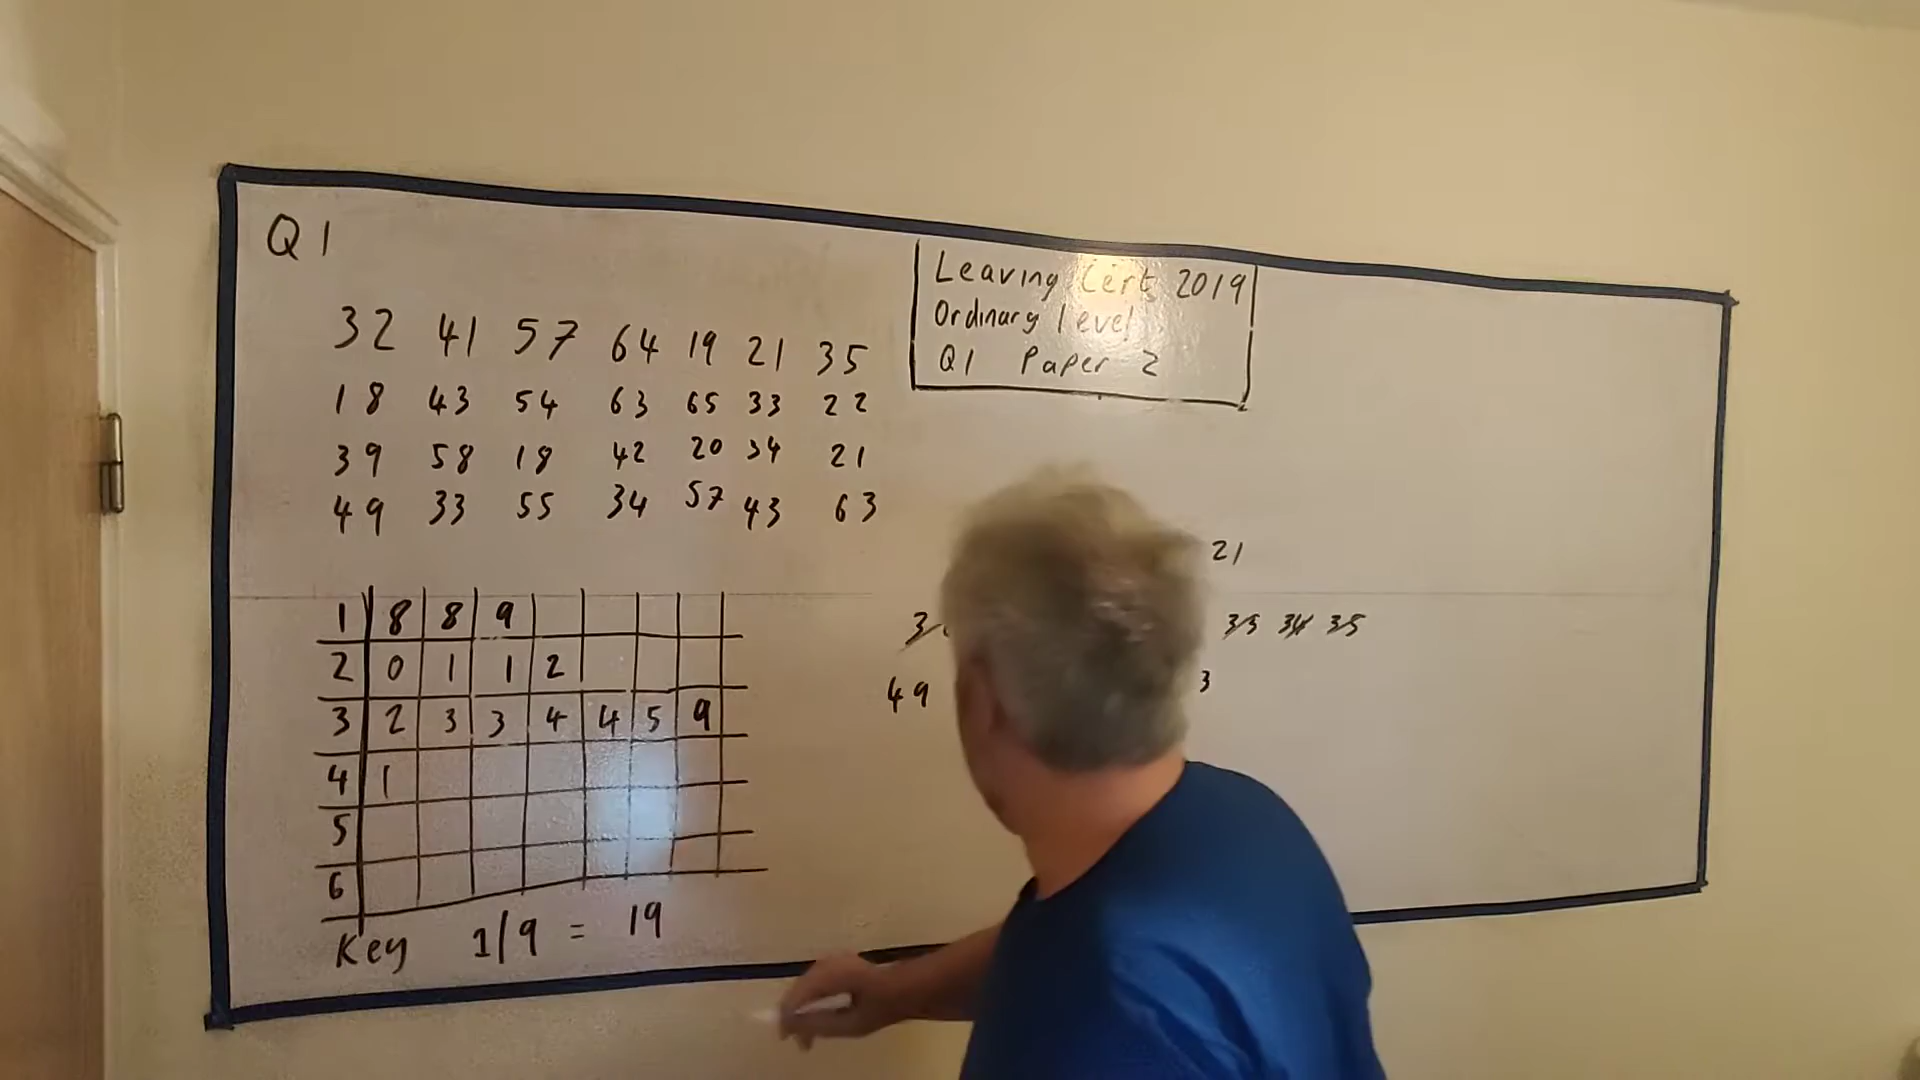 Q1
Leaving Cert 2019
Ordinary level
Q1 Paper 2
32 41 57 64 19 21 35
18 43 54 63 65 33 22
39 58 18 42 20 34 21
49 33 55 34 57 43 63
21
35 34 35
49 3
1 8 8 9
2 0 1 1 2
3 2 3 3 4 4 5 9
4 1
5
6
Key 1/9 = 19